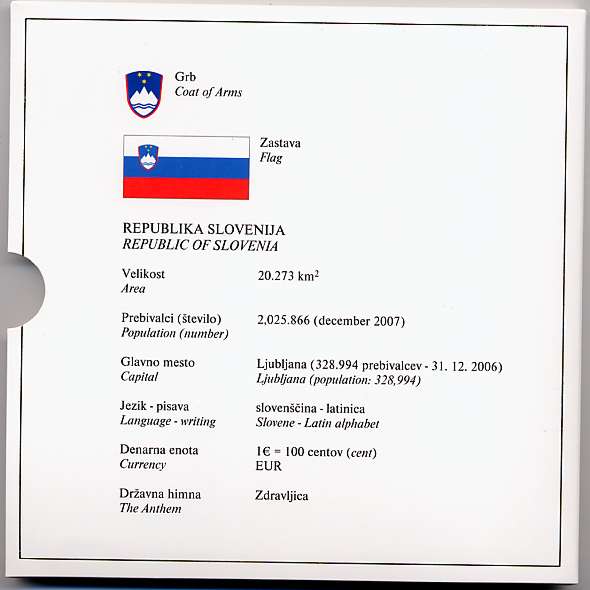 Grb
Coat of Arms
Zastava
Flag
REPUBLIKA SLOVENIJA
REPUBLIC OF SLOVENIA
Velikost 20.273 km²
Area
Prebivalci (število) 2,025.866 (december 2007)
Population (number)
Glavno mesto Ljubljana (328.994 prebivalcev - 31. 12. 2006)
Capital Ljubljana (population: 328,994)
Jezik - pisava slovenščina - latinica
Language - writing Slovene - Latin alphabet
Denarna enota 1€ = 100 centov (cent)
Currency EUR
Državna himna Zdravljica
The Anthem